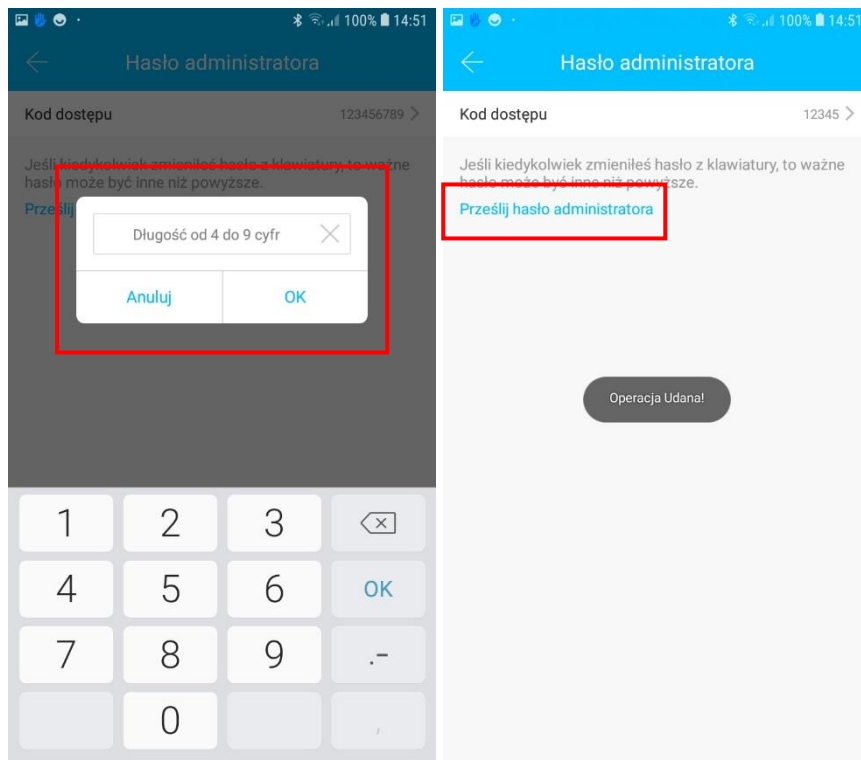 100% 14:51
Hasło administratora
Kod dostępu 123456789
Jeśli kiedykolwiek zmieniłeś hasło z klawiatury, to ważne
hasło może być inne niż powyższe.
Prześlij
Długość od 4 do 9 cyfr
Anuluj OK
1 2 3
4 5 6 OK
7 8 9 .-
0 ,
100% 14:51
Hasło administratora
Kod dostępu 12345
Jeśli kiedykolwiek zmieniłeś hasło z klawiatury, to ważne
hasło może być inne niż powyższe.
Prześlij hasło administratora
Operacja Udana!